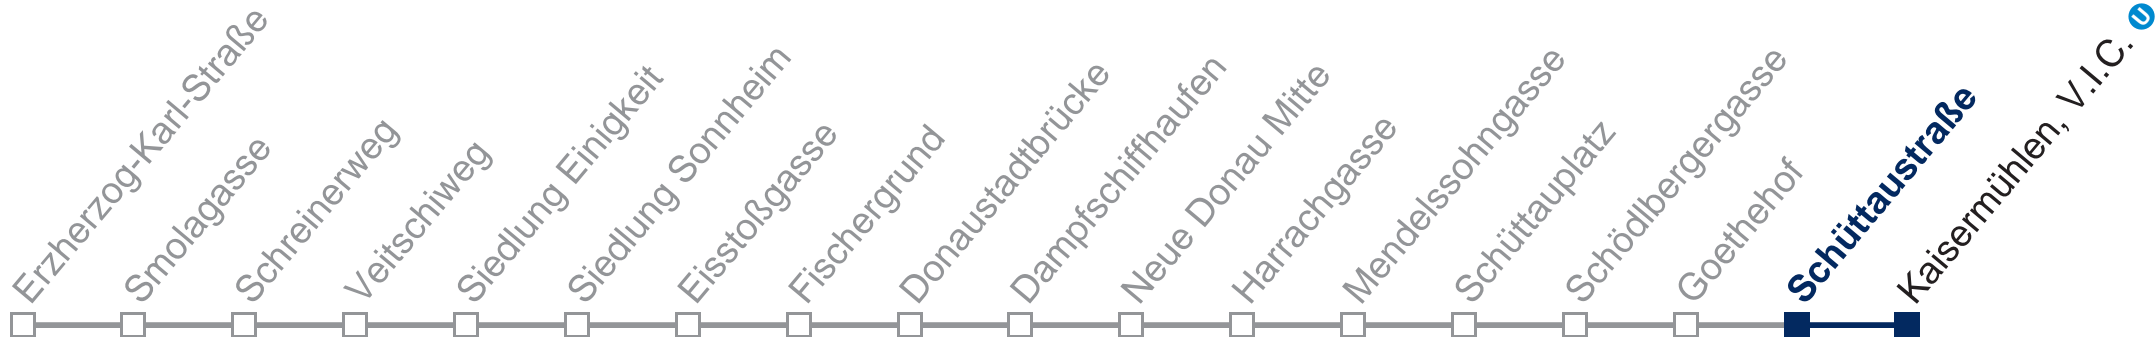 Erzherzog-Karl-Straße
Smolagasse
Schreinerweg
Veitschiweg
Siedlung Einigkeit
Siedlung Sonnheim
Eisstoßgasse
Fischergrund
Donaustadtbrücke
Dampfschiffhaufen
Neue Donau Mitte
Harrachgasse
Mendelssohngasse
Schüttauplatz
Schödlbergergasse
Goethehof
Schüttaustraße
Kaisermühlen, V.I.C. U